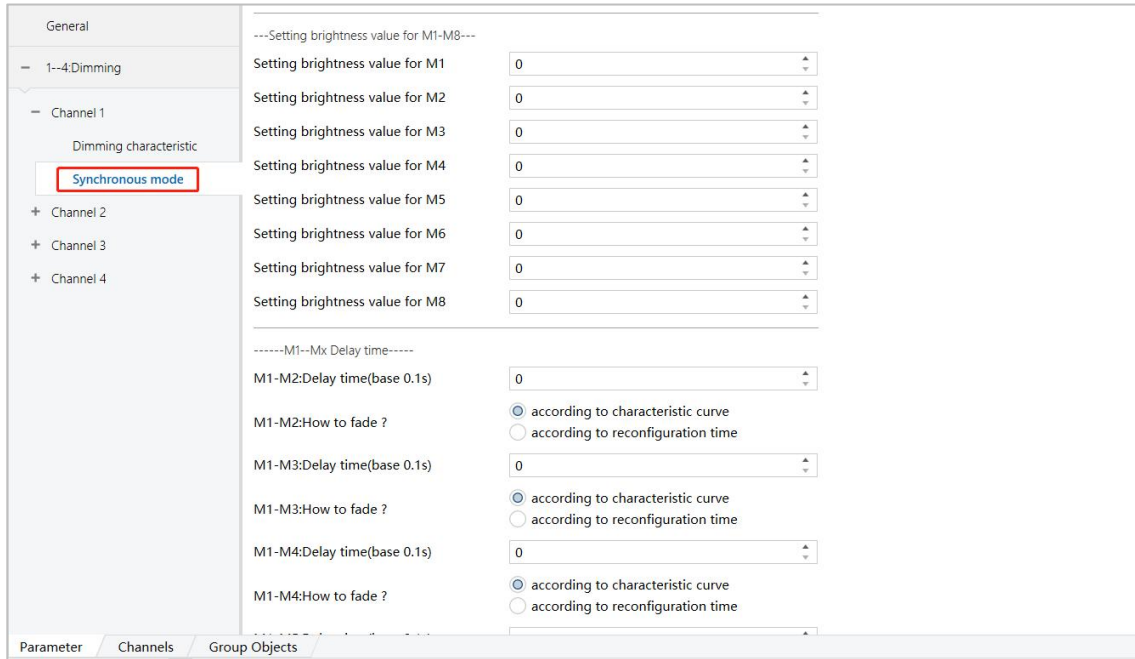 General
1--4:Dimming
Channel 1
Dimming characteristic
Synchronous mode
Channel 2
Channel 3
Channel 4
---Setting brightness value for M1-M8---
Setting brightness value for M1 0
Setting brightness value for M2 0
Setting brightness value for M3 0
Setting brightness value for M4 0
Setting brightness value for M5 0
Setting brightness value for M6 0
Setting brightness value for M7 0
Setting brightness value for M8 0
------M1--Mx Delay time-----
M1-M2:Delay time(base 0.1s) 0
M1-M2:How to fade ?
according to characteristic curve
according to reconfiguration time
M1-M3:Delay time(base 0.1s) 0
M1-M3:How to fade ?
according to characteristic curve
according to reconfiguration time
M1-M4:Delay time(base 0.1s) 0
M1-M4:How to fade ?
according to characteristic curve
according to reconfiguration time
Parameter Channels Group Objects